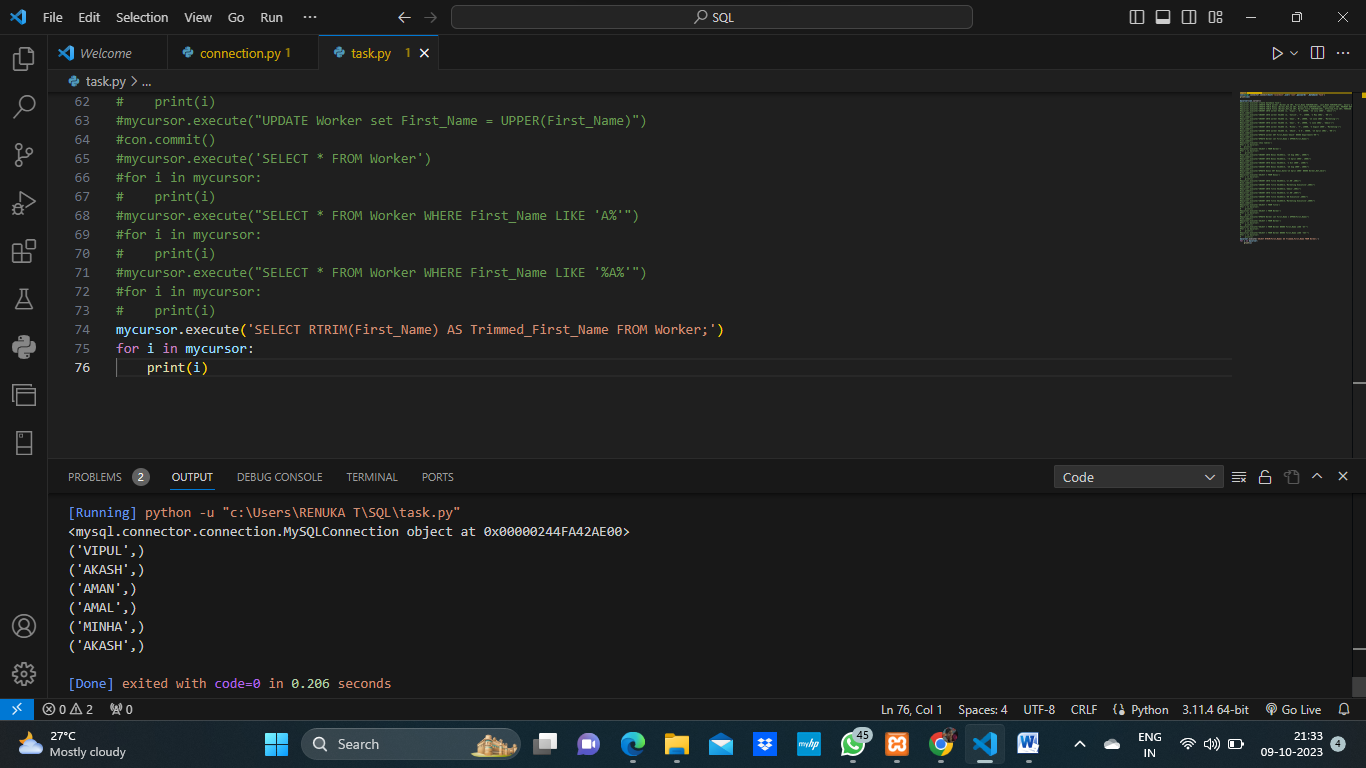 File Edit Selection View Go Run ··· SQL
Welcome connection.py 1 task.py 1
task.py > ...
62 #    print(i)
63 #mycursor.execute("UPDATE Worker set First_Name = UPPER(First_Name)")
64 #con.commit()
65 #mycursor.execute('SELECT * FROM Worker')
66 #for i in mycursor:
67 #    print(i)
68 #mycursor.execute("SELECT * FROM Worker WHERE First_Name LIKE 'A%'")
69 #for i in mycursor:
70 #    print(i)
71 #mycursor.execute("SELECT * FROM Worker WHERE First_Name LIKE '%A%'")
72 #for i in mycursor:
73 #    print(i)
74 mycursor.execute('SELECT RTRIM(First_Name) AS Trimmed_First_Name FROM Worker;')
75 for i in mycursor:
76     print(i)
PROBLEMS 2 OUTPUT DEBUG CONSOLE TERMINAL PORTS Code
[Running] python -u "c:\Users\RENUKA T\SQL\task.py"
<mysql.connector.connection.MySQLConnection object at 0x00000244FA42AE00>
('VIPUL',)
('AKASH',)
('AMAN',)
('AMAL',)
('MINHA',)
('AKASH',)
[Done] exited with code=0 in 0.206 seconds
0 2 0 Ln 76, Col 1 Spaces: 4 UTF-8 CRLF Python 3.11.4 64-bit Go Live
27°C
Mostly cloudy
Search
myhp
45
ENG
IN
21:33
09-10-2023
4